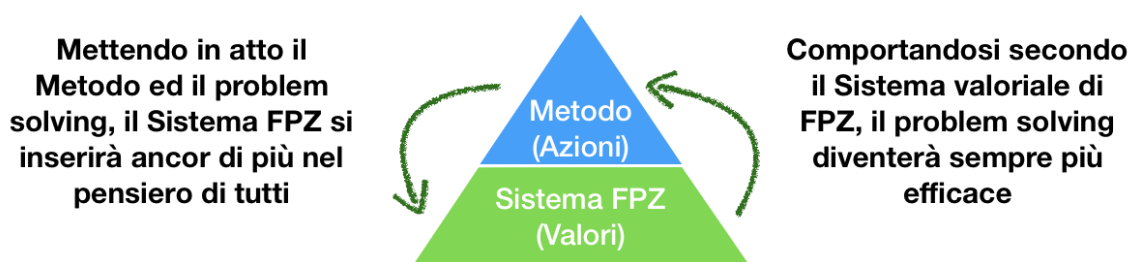 Mettendo in atto il
Metodo ed il problem
solving, il Sistema FPZ si
inserirà ancor di più nel
pensiero di tutti
Metodo
(Azioni)
Sistema FPZ
(Valori)
Comportandosi secondo
il Sistema valoriale di
FPZ, il problem solving
diventerà sempre più
efficace